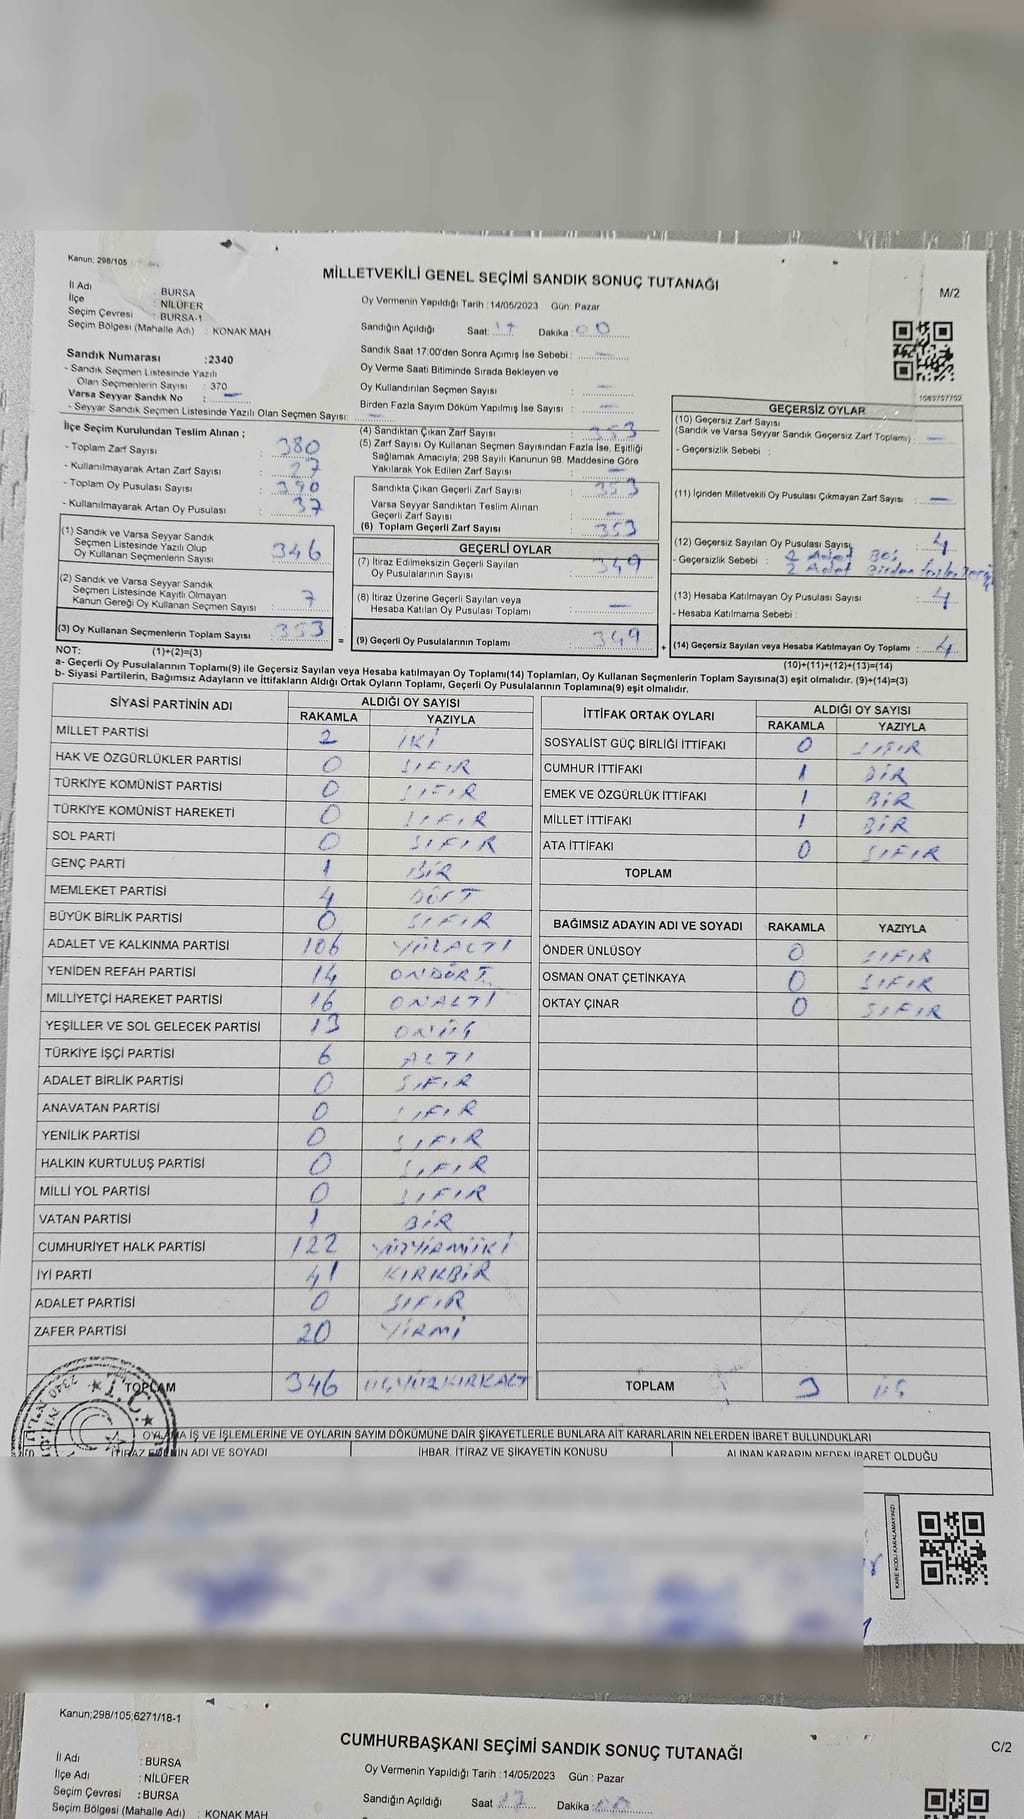 Kanun; 298/105
MİLLETVEKİLİ GENEL SEÇİMİ SANDIK SONUÇ TUTANAĞI
M/2
İl Adı : BURSA
İlçe : NİLÜFER
Seçim Çevresi : BURSA-1
Seçim Bölgesi (Mahalle Adı) : KONAK MAH
Oy Vermenin Yapıldığı Tarih :14/05/2023 Gün: Pazar
Sandığın Açıldığı Saat: 17 Dakika : 00
Sandık Saat 17:00'den Sonra Açımış İse Sebebi : —
Oy Verme Saati Bitiminde Sırada Bekleyen ve
Oy Kullandırılan Seçmen Sayısı : —
Birden Fazla Sayım Döküm Yapılmış İse Sayısı : —
Sandık Numarası :2340
- Sandık Seçmen Listesinde Yazılı
Olan Seçmenlerin Sayısı : 370
Varsa Seyyar Sandık No : —
- Seyyar Sandık Seçmen Listesinde Yazılı Olan Seçmen Sayısı: —
İlçe Seçim Kurulundan Teslim Alınan ;
- Toplam Zarf Sayısı : 380
- Kullanılmayarak Artan Zarf Sayısı : 27
- Toplam Oy Pusulası Sayısı : 390
- Kullanılmayarak Artan Oy Pusulası : 37
(1) Sandık ve Varsa Seyyar Sandık
Seçmen Listesinde Yazılı Olup
Oy Kullanan Seçmenlerin Sayısı : 346
(2) Sandık ve Varsa Seyyar Sandık
Seçmen Listesinde Kayıtlı Olmayan
Kanun Gereği Oy Kullanan Seçmen Sayısı : 7
(3) Oy Kullanan Seçmenlerin Toplam Sayısı : 353
(4) Sandıktan Çıkan Zarf Sayısı : 353
(5) Zarf Sayısı Oy Kullanan Seçmen Sayısından Fazla İse, Eşitliği
Sağlamak Amacıyla; 298 Sayılı Kanunun 98. Maddesine Göre
Yakılarak Yok Edilen Zarf Sayısı : —
Sandıkta Çıkan Geçerli Zarf Sayısı : 353
Varsa Seyyar Sandıktan Teslim Alınan
Geçerli Zarf Sayısı : —
(6) Toplam Geçerli Zarf Sayısı : 353
GEÇERLİ OYLAR
(7) İtiraz Edilmeksizin Geçerli Sayılan
Oy Pusulalarının Sayısı : 349
(8) İtiraz Üzerine Geçerli Sayılan veya
Hesaba Katılan Oy Pusulası Toplamı : —
= (9) Geçerli Oy Pusulalarının Toplamı : 349
1563757752
GEÇERSİZ OYLAR
(10) Geçersiz Zarf Sayısı
(Sandık ve Varsa Seyyar Sandık Geçersiz Zarf Toplamı) : —
- Geçersizlik Sebebi :
(11) İçinden Milletvekili Oy Pusulası Çıkmayan Zarf Sayısı : —
(12) Geçersiz Sayılan Oy Pusulası Sayısı : 4
- Geçersizlik Sebebi : 2 Adet Boş
2 Adet Birden fazla
(13) Hesaba Katılmayan Oy Pusulası Sayısı : 4
- Hesaba Katılmama Sebebi :
+ (14) Geçersiz Sayılan veya Hesaba Katılmayan Oy Toplamı : 4
NOT: (1)+(2)=(3)
(10)+(11)+(12)+(13)=(14)
a- Geçerli Oy Pusulalarının Toplamı(9) ile Geçersiz Sayılan veya Hesaba katılmayan Oy Toplamı(14) Toplamları, Oy Kullanan Seçmenlerin Toplam Sayısına(3) eşit olmalıdır. (9)+(14)=(3)
b- Siyasi Partilerin, Bağımsız Adayların ve İttifakların Aldığı Ortak Oyların Toplamı, Geçerli Oy Pusulalarının Toplamına(9) eşit olmalıdır.
SİYASİ PARTİNİN ADI ALDIĞI OY SAYISI
RAKAMLA YAZIYLA
MİLLET PARTİSİ 2 İKİ
HAK VE ÖZGÜRLÜKLER PARTİSİ 0 SIFIR
TÜRKİYE KOMÜNİST PARTİSİ 0 SIFIR
TÜRKİYE KOMÜNİST HAREKETİ 0 SIFIR
SOL PARTİ 0 SIFIR
GENÇ PARTİ 1 BİR
MEMLEKET PARTİSİ 4 DÖRT
BÜYÜK BİRLİK PARTİSİ 0 SIFIR
ADALET VE KALKINMA PARTİSİ 106 YÜZALTI
YENİDEN REFAH PARTİSİ 14 ONDÖRT
MİLLİYETÇİ HAREKET PARTİSİ 16 ONALTI
YEŞİLLER VE SOL GELECEK PARTİSİ 13 ONÜÇ
TÜRKİYE İŞÇİ PARTİSİ 6 ALTI
ADALET BİRLİK PARTİSİ 0 SIFIR
ANAVATAN PARTİSİ 0 SIFIR
YENİLİK PARTİSİ 0 SIFIR
HALKIN KURTULUŞ PARTİSİ 0 SIFIR
MİLLİ YOL PARTİSİ 0 SIFIR
VATAN PARTİSİ 1 BİR
CUMHURİYET HALK PARTİSİ 122 YÜZYİRMİİKİ
İYİ PARTİ 41 KIRKBİR
ADALET PARTİSİ 0 SIFIR
ZAFER PARTİSİ 20 YİRMİ
TOPLAM 346 ÜÇYÜZKIRKALTI
İTTİFAK ORTAK OYLARI ALDIĞI OY SAYISI
RAKAMLA YAZIYLA
SOSYALİST GÜÇ BİRLİĞİ İTTİFAKI 0 SIFIR
CUMHUR İTTİFAKI 1 BİR
EMEK VE ÖZGÜRLÜK İTTİFAKI 1 BİR
MİLLET İTTİFAKI 1 BİR
ATA İTTİFAKI 0 SIFIR
TOPLAM
BAĞIMSIZ ADAYIN ADI VE SOYADI RAKAMLA YAZIYLA
ÖNDER ÜNLÜSOY 0 SIFIR
OSMAN ONAT ÇETİNKAYA 0 SIFIR
OKTAY ÇINAR 0 SIFIR
TOPLAM 3 ÜÇ
T.C.
2340
OYLAMA İŞ VE İŞLEMLERİNE VE OYLARIN SAYIM DÖKÜMÜNE DAİR ŞİKAYETLERLE BUNLARA AİT KARARLARIN NELERDEN İBARET BULUNDUKLARI
İTİRAZ EDENİN ADI VE SOYADI İHBAR, İTİRAZ VE ŞİKAYETİN KONUSU ALINAN KARARIN NEDEN İBARET OLDUĞU
KARE KODU KARALAMAYINIZ!
Kanun;298/105;6271/18-1
CUMHURBAŞKANI SEÇİMİ SANDIK SONUÇ TUTANAĞI
C/2
İl Adı : BURSA
İlçe Adı : NİLÜFER
Seçim Çevresi : BURSA
Seçim Bölgesi (Mahalle Adı) : KONAK MAH
Oy Vermenin Yapıldığı Tarih :14/05/2023 Gün : Pazar
Sandığın Açıldığı Saat :17 Dakika :00